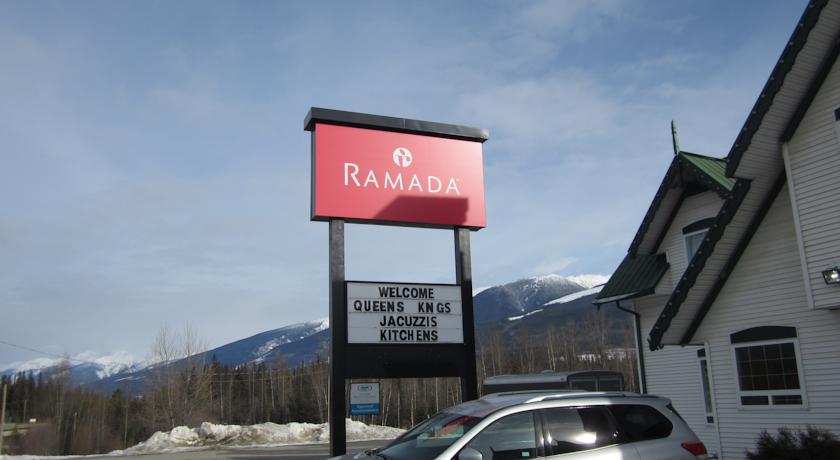 RAMADA
WELCOME
QUEENS KNGS
JACUZZIS
KITCHENS